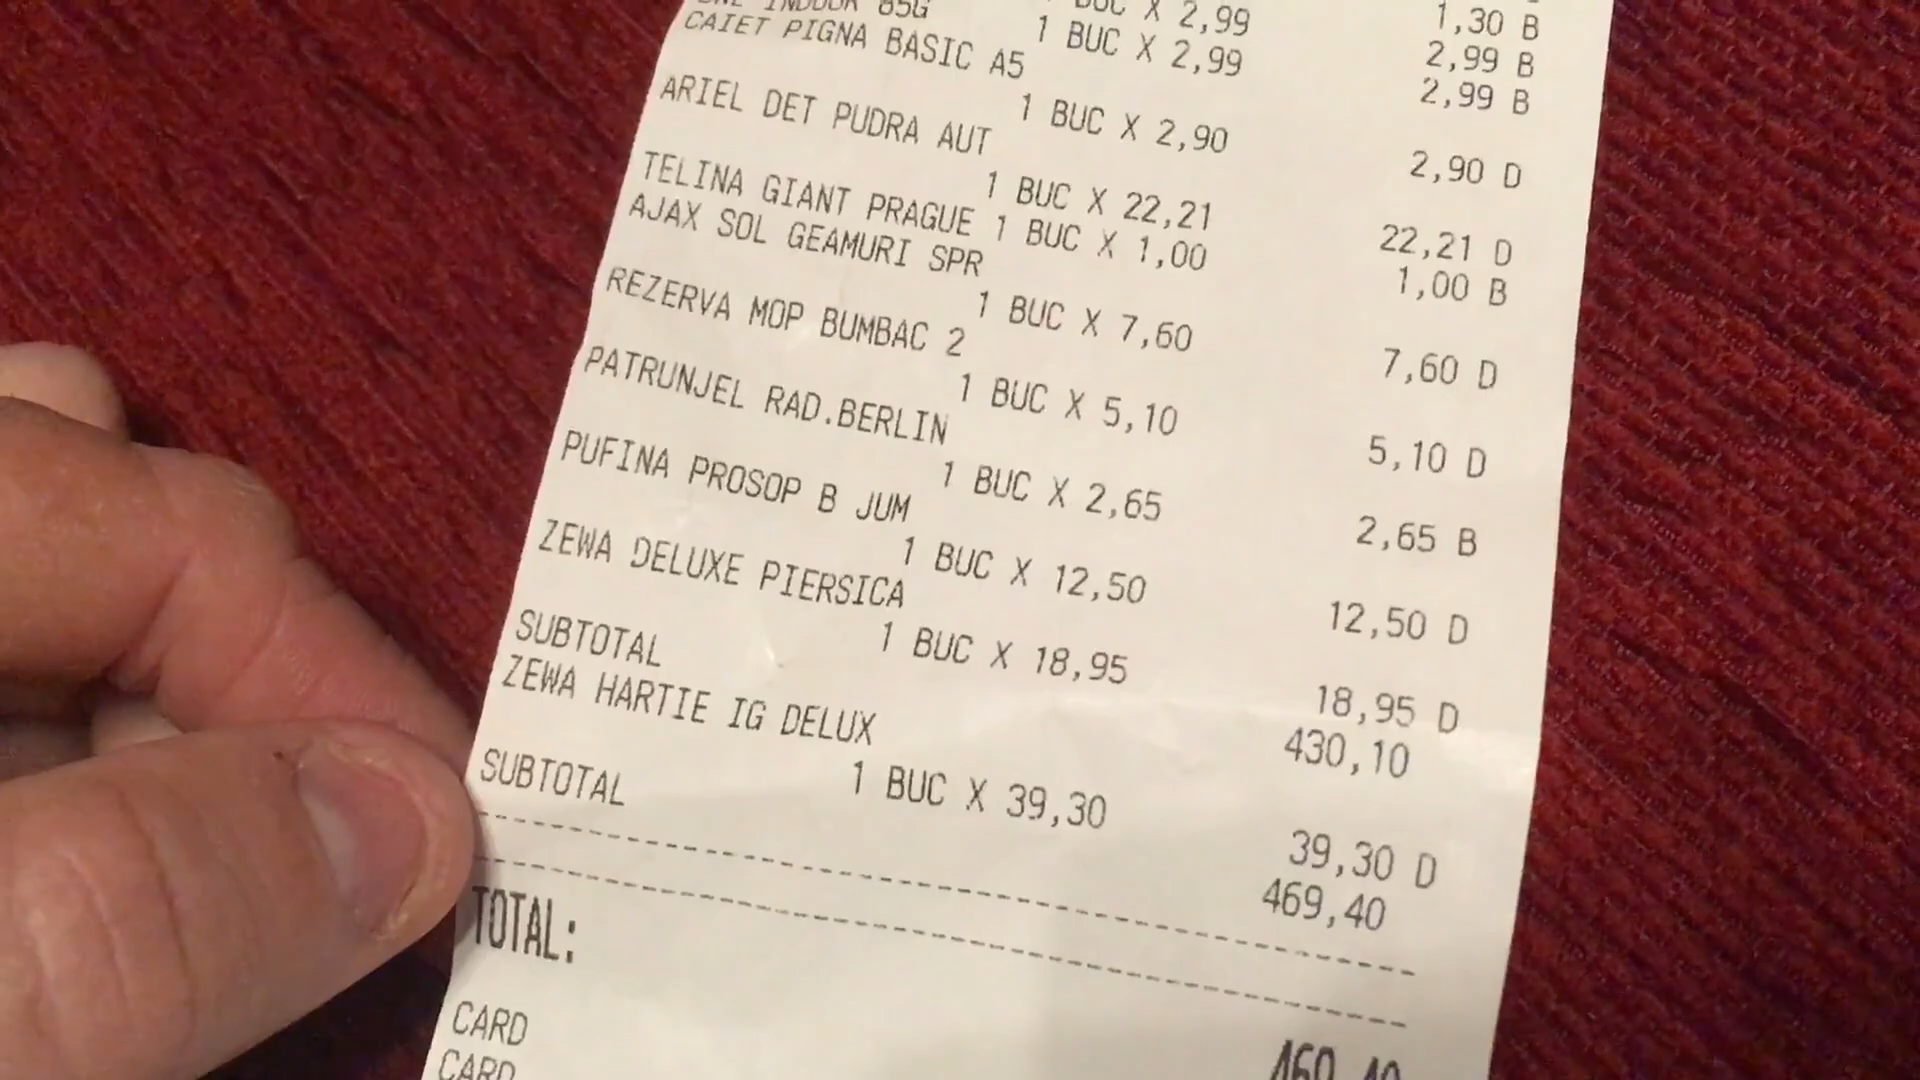 BUC X 2,99 1,30 B
INDOOR 85G 1 BUC X 2,99 2,99 B
CAIET PIGNA BASIC A5 2,99 B
1 BUC X 2,90 2,90 D
ARIEL DET PUDRA AUT
1 BUC X 22,21 22,21 D
TELINA GIANT PRAGUE 1 BUC X 1,00 1,00 B
AJAX SOL GEAMURI SPR
1 BUC X 7,60 7,60 D
REZERVA MOP BUMBAC 2
1 BUC X 5,10 5,10 D
PATRUNJEL RAD.BERLIN
1 BUC X 2,65 2,65 B
PUFINA PROSOP B JUM
1 BUC X 12,50 12,50 D
ZEWA DELUXE PIERSICA
1 BUC X 18,95 18,95 D
SUBTOTAL 430,10
ZEWA HARTIE IG DELUX
1 BUC X 39,30 39,30 D
SUBTOTAL 469,40
TOTAL: 469,40
CARD
CARD